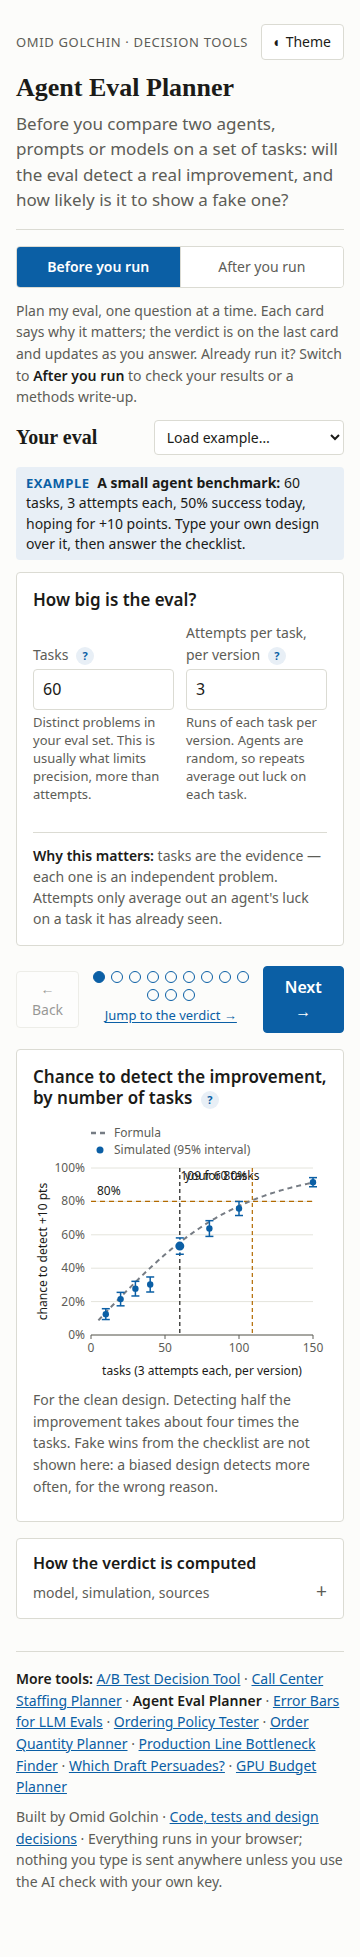 OMID GOLCHIN · DECISION TOOLS
Theme
Agent Eval Planner
Before you compare two agents,
prompts or models on a set of tasks: will
the eval detect a real improvement, and
how likely is it to show a fake one?
Before you run
After you run
Plan my eval, one question at a time. Each card
says why it matters; the verdict is on the last card
and updates as you answer. Already run it? Switch
to After you run to check your results or a
methods write-up.
Your eval
Load example...
EXAMPLE A small agent benchmark: 60
tasks, 3 attempts each, 50% success today,
hoping for +10 points. Type your own design
over it, then answer the checklist.
How big is the eval?
Tasks ?
60
Distinct problems in
your eval set. This is
usually what limits
precision, more than
attempts.
Attempts per task,
per version ?
3
Runs of each task per
version. Agents are
random, so repeats
average out luck on
each task.
Why this matters: tasks are the evidence —
each one is an independent problem.
Attempts only average out an agent's luck
on a task it has already seen.
← Back
Jump to the verdict →
Next →
Chance to detect the improvement,
by number of tasks ?
Formula
Simulated (95% interval)
100%
80%
60%
40%
20%
0%
80%
chance to detect +10 pts
0
50
100
150
tasks (3 attempts each, per version)
For the clean design. Detecting half the
improvement takes about four times the
tasks. Fake wins from the checklist are not
shown here: a biased design detects more
often, for the wrong reason.
How the verdict is computed
model, simulation, sources
+
More tools: A/B Test Decision Tool · Call Center
Staffing Planner · Agent Eval Planner · Error Bars
for LLM Evals · Ordering Policy Tester · Order
Quantity Planner · Production Line Bottleneck
Finder · Which Draft Persuades? · GPU Budget
Planner
Built by Omid Golchin · Code, tests and design
decisions · Everything runs in your browser;
nothing you type is sent anywhere unless you use
the AI check with your own key.